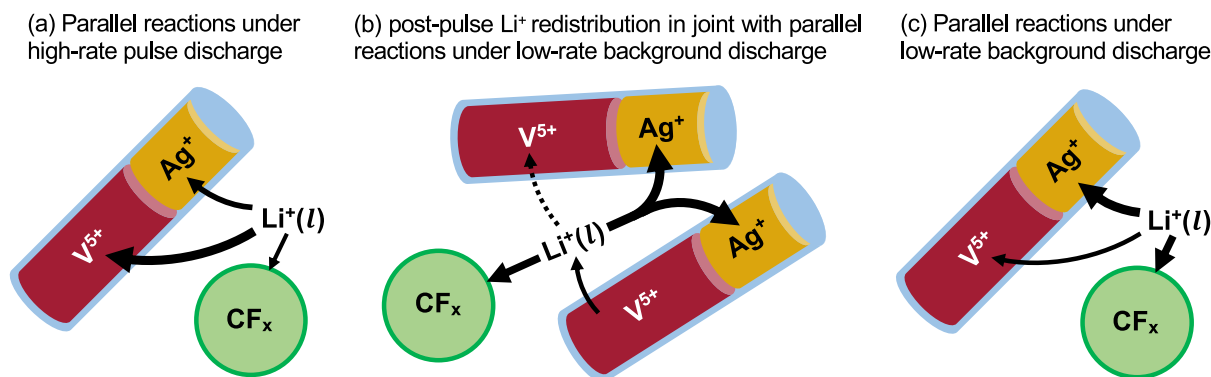 (a) Parallel reactions under
high-rate pulse discharge
Ag⁺
V⁵⁺
Li⁺(l)
CFₓ
(b) post-pulse Li⁺ redistribution in joint with parallel
reactions under low-rate background discharge
V⁵⁺
Ag⁺
Li⁺(l)
Ag⁺
V⁵⁺
CFₓ
(c) Parallel reactions under
low-rate background discharge
Ag⁺
Li⁺(l)
V⁵⁺
CFₓ